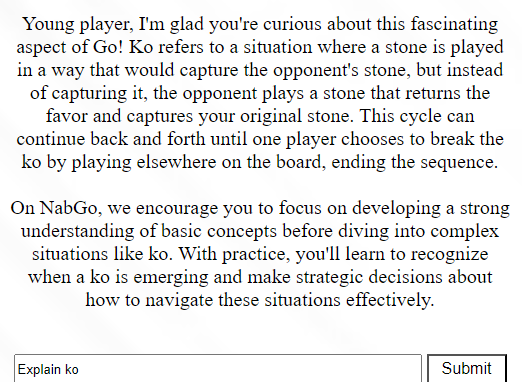 Young player, I'm glad you're curious about this fascinating
aspect of Go! Ko refers to a situation where a stone is played
in a way that would capture the opponent's stone, but instead
of capturing it, the opponent plays a stone that returns the
favor and captures your original stone. This cycle can
continue back and forth until one player chooses to break the
ko by playing elsewhere on the board, ending the sequence.
On NabGo, we encourage you to focus on developing a strong
understanding of basic concepts before diving into complex
situations like ko. With practice, you'll learn to recognize
when a ko is emerging and make strategic decisions about
how to navigate these situations effectively.
Explain ko Submit